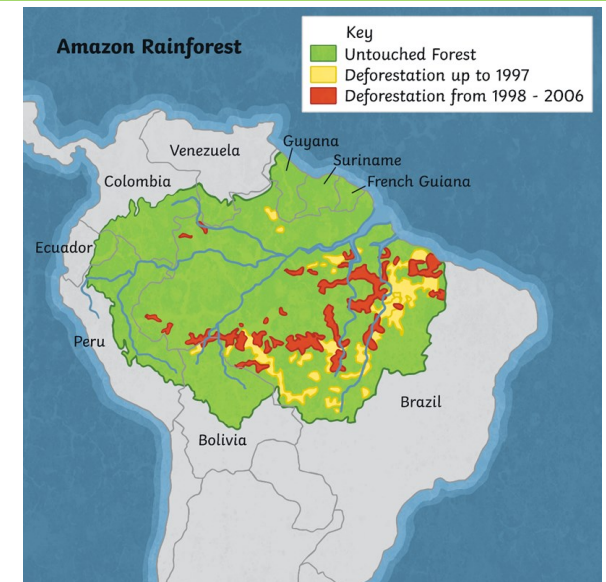 Amazon Rainforest
Key
Untouched Forest
Deforestation up to 1997
Deforestation from 1998 - 2006
Guyana
Venezuela
Suriname
Colombia
French Guiana
Ecuador
Peru
Brazil
Bolivia